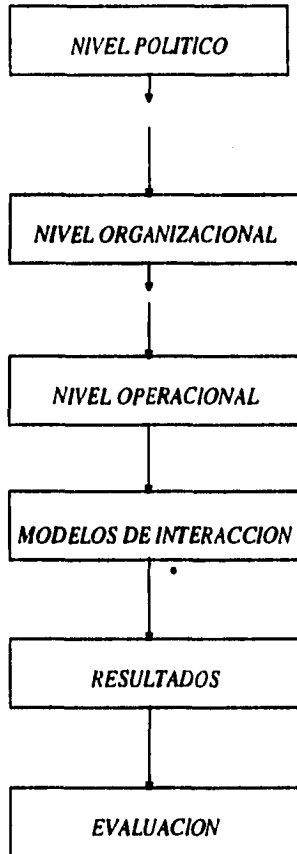 NIVEL POLITICO
NIVEL ORGANIZACIONAL
NIVEL OPERACIONAL
MODELOS DE INTERACCION
RESULTADOS
EVALUACION